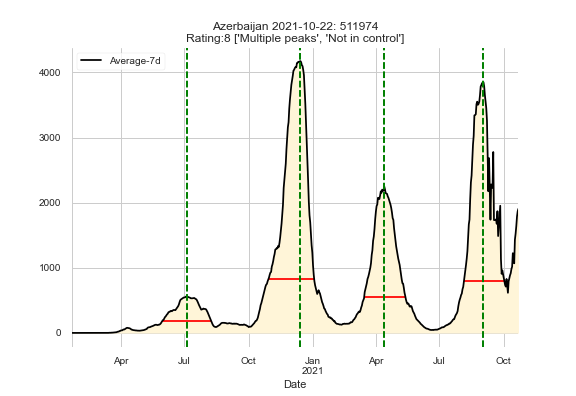 Azerbaijan 2021-10-22: 511974
Rating:8 ['Multiple peaks', 'Not in control']
Average-7d
4000
3000
2000
1000
0
Apr Jul Oct Jan Apr Jul Oct
2021
Date